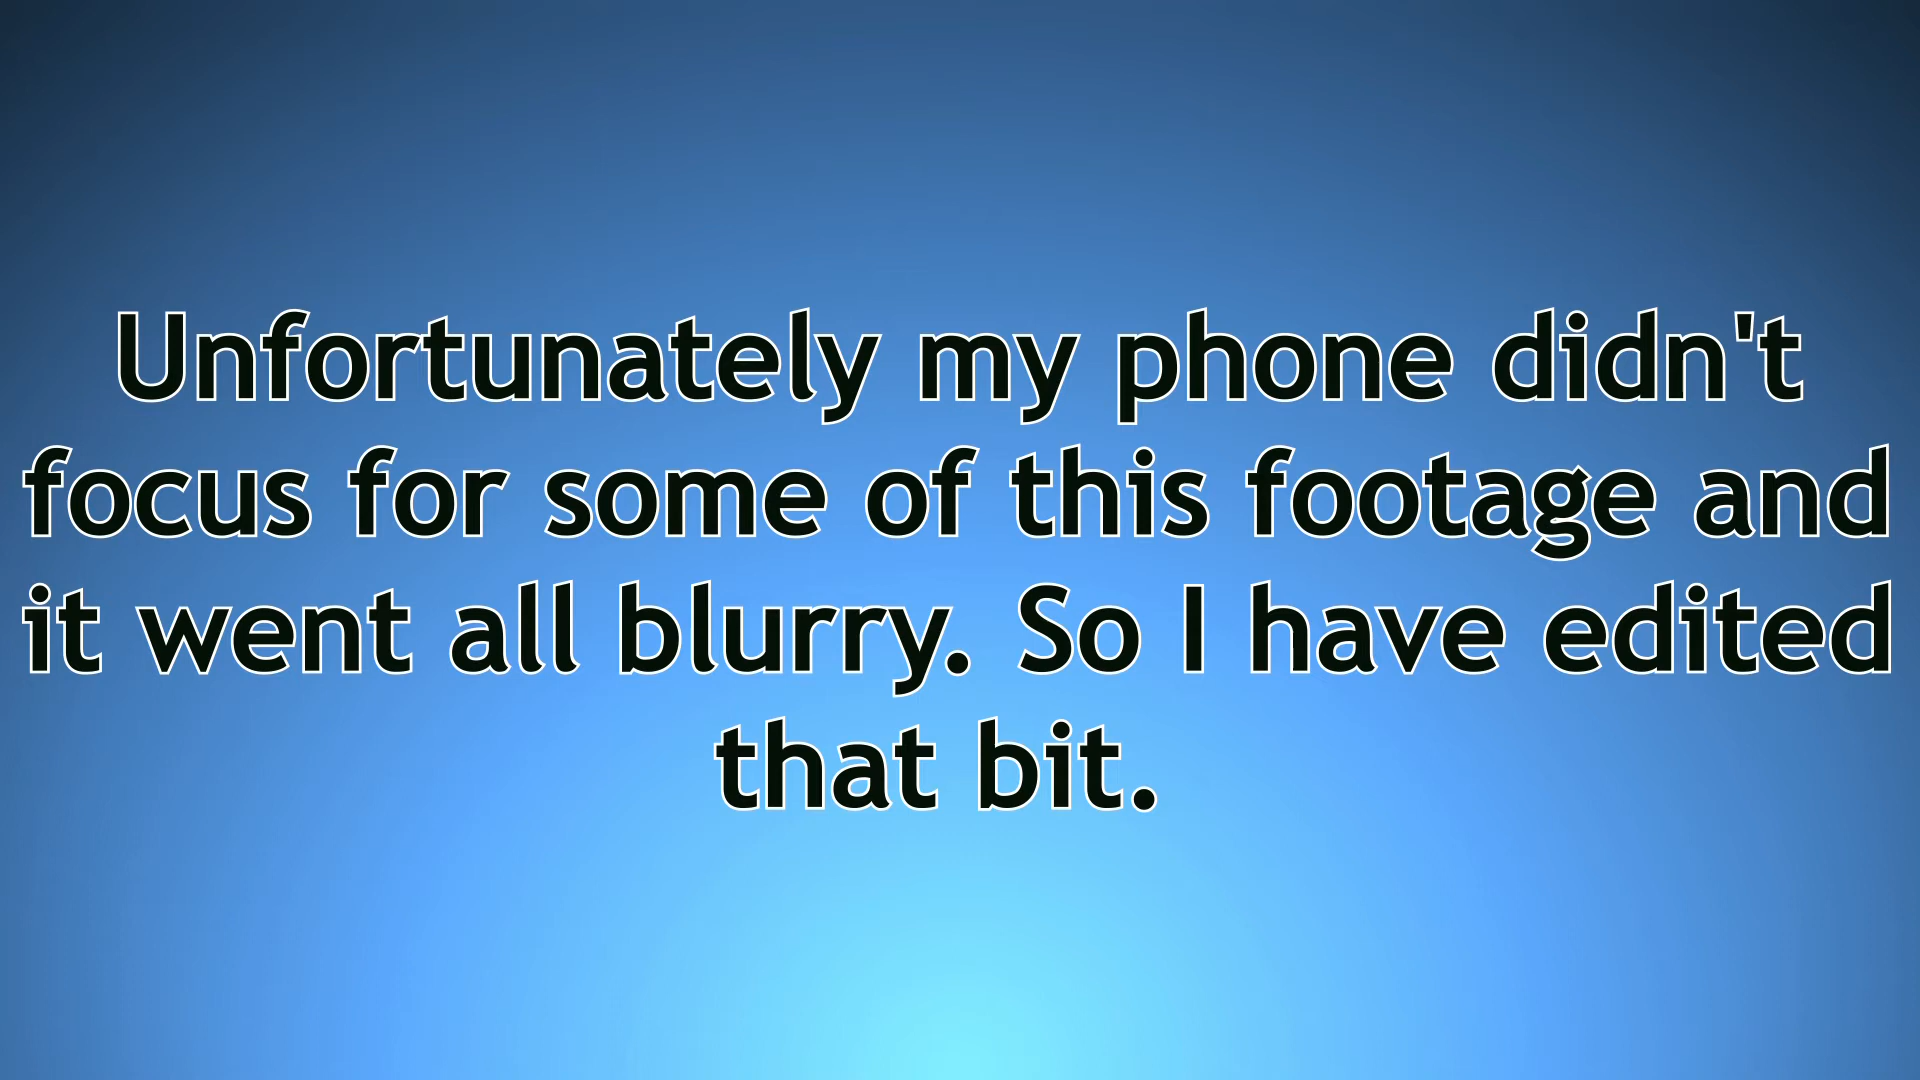 Unfortunately my phone didn't
focus for some of this footage and
it went all blurry. So I have edited
that bit.